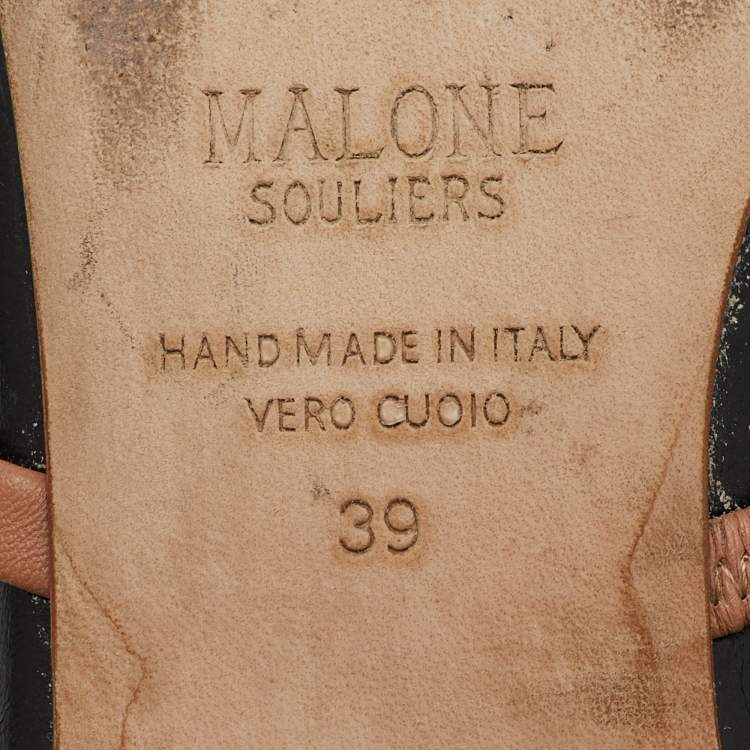 MALONE
SOULIERS
HAND MADE IN ITALY
VERO CUOIO
39